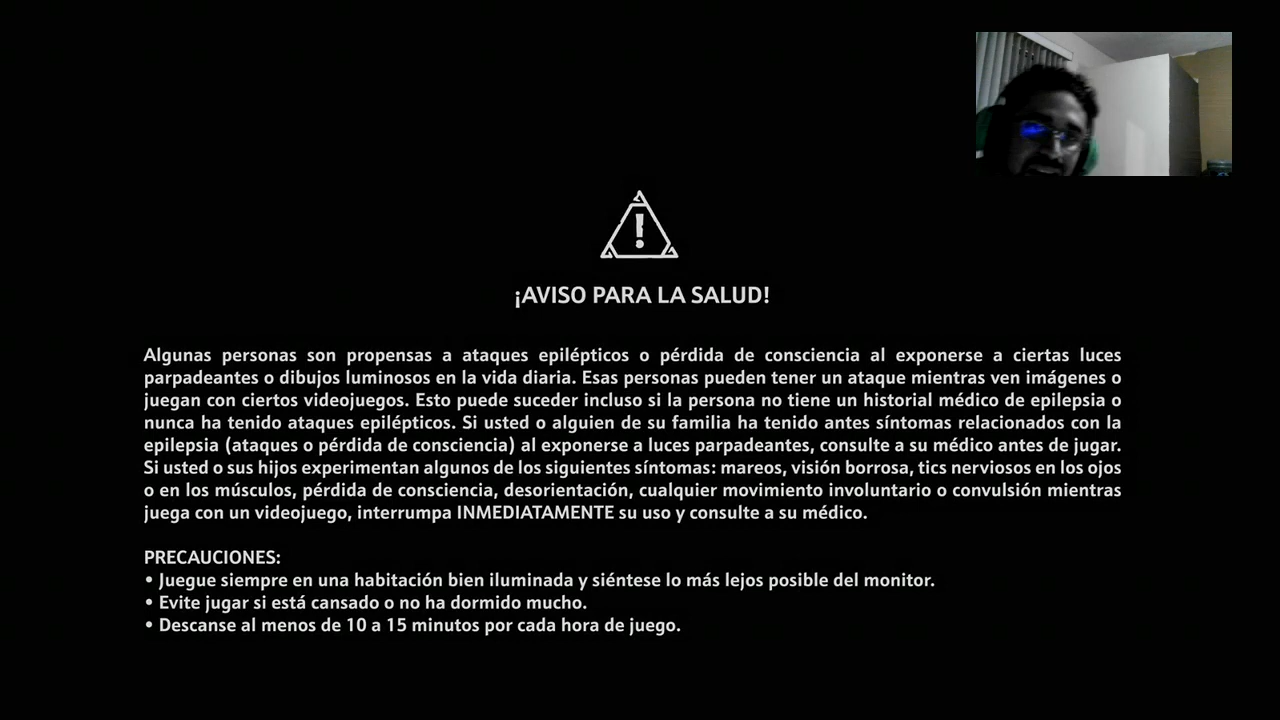 ¡AVISO PARA LA SALUD!
Algunas personas son propensas a ataques epilépticos o pérdida de consciencia al exponerse a ciertas luces
parpadeantes o dibujos luminosos en la vida diaria. Esas personas pueden tener un ataque mientras ven imágenes o
juegan con ciertos videojuegos. Esto puede suceder incluso si la persona no tiene un historial médico de epilepsia o
nunca ha tenido ataques epilépticos. Si usted o alguien de su familia ha tenido antes síntomas relacionados con la
epilepsia (ataques o pérdida de consciencia) al exponerse a luces parpadeantes, consulte a su médico antes de jugar.
Si usted o sus hijos experimentan algunos de los siguientes síntomas: mareos, visión borrosa, tics nerviosos en los ojos
o en los músculos, pérdida de consciencia, desorientación, cualquier movimiento involuntario o convulsión mientras
juega con un videojuego, interrumpa INMEDIATAMENTE su uso y consulte a su médico.
PRECAUCIONES:
• Juegue siempre en una habitación bien iluminada y siéntese lo más lejos posible del monitor.
• Evite jugar si está cansado o no ha dormido mucho.
• Descanse al menos de 10 a 15 minutos por cada hora de juego.